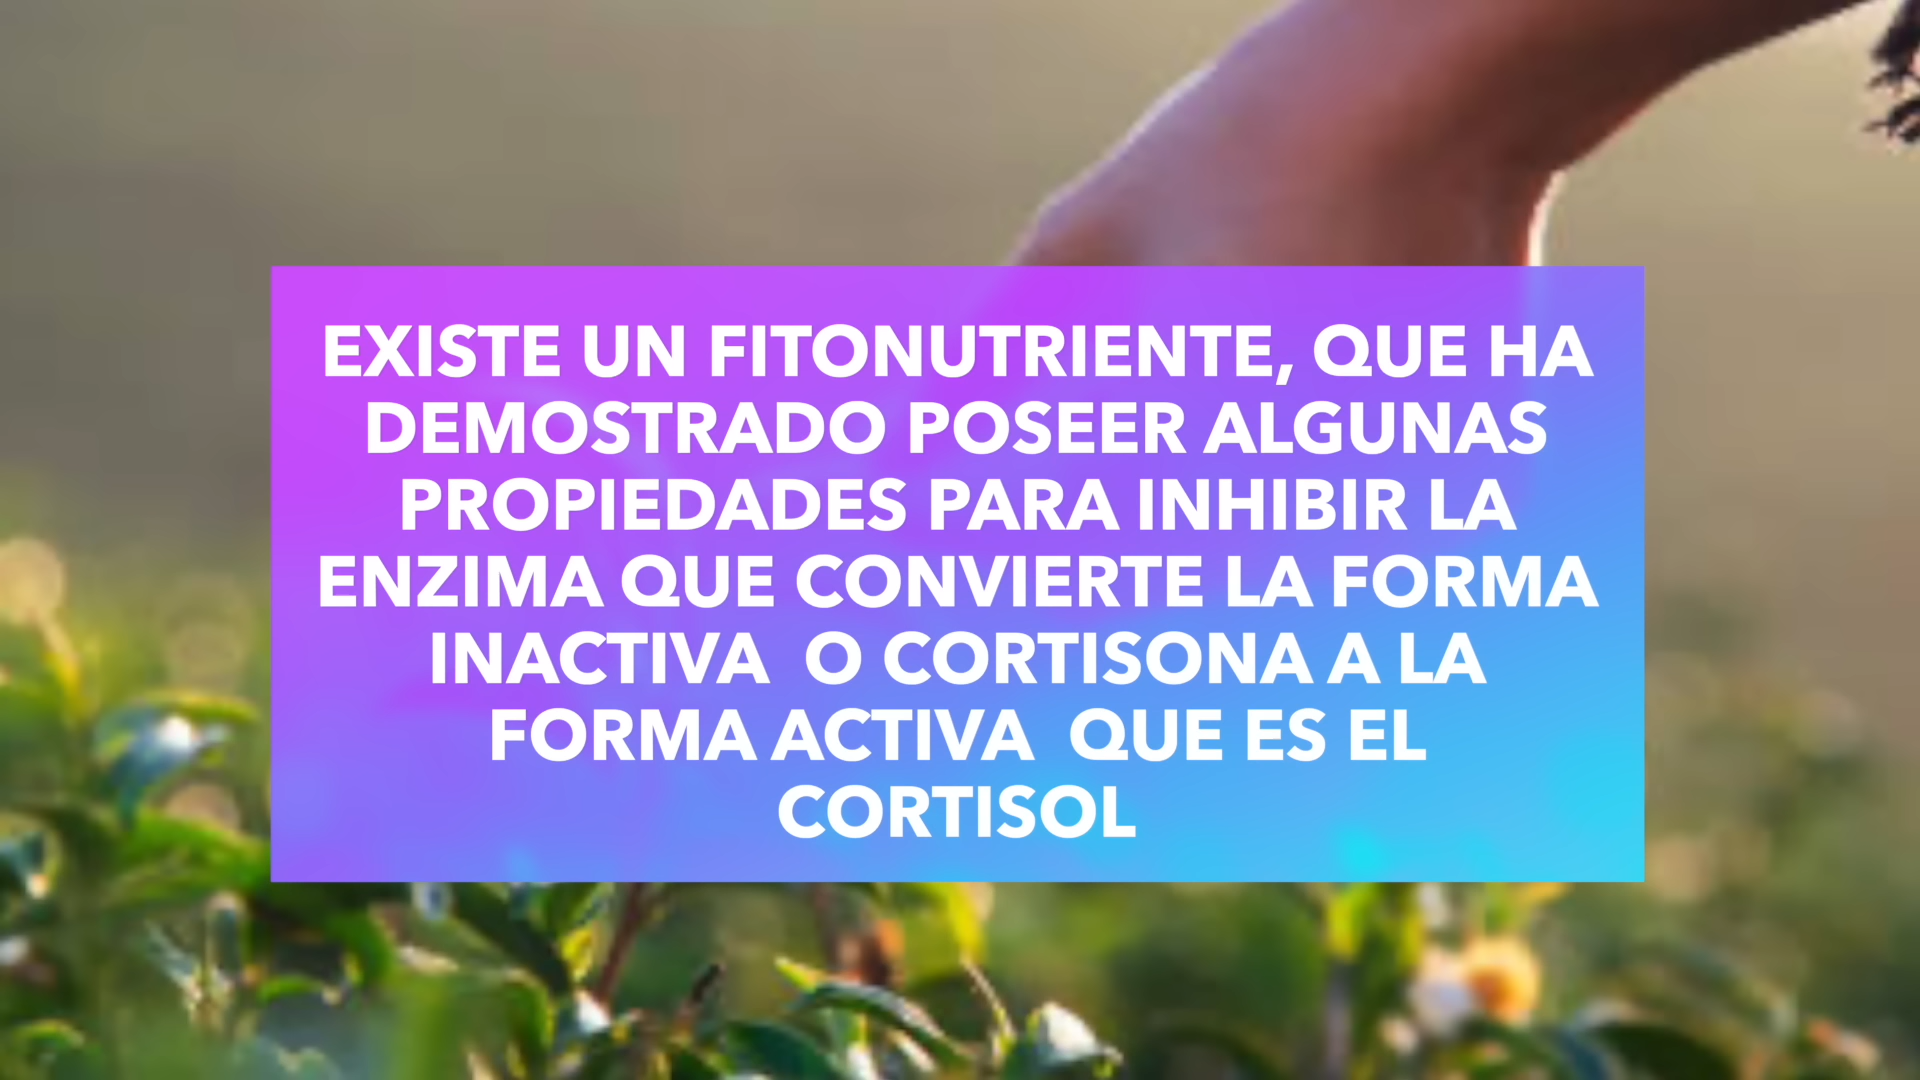 EXISTE UN FITONUTRIENTE, QUE HA
DEMOSTRADO POSEER ALGUNAS
PROPIEDADES PARA INHIBIR LA
ENZIMA QUE CONVIERTE LA FORMA
INACTIVA  O CORTISONA A LA
FORMA ACTIVA  QUE ES EL
CORTISOL